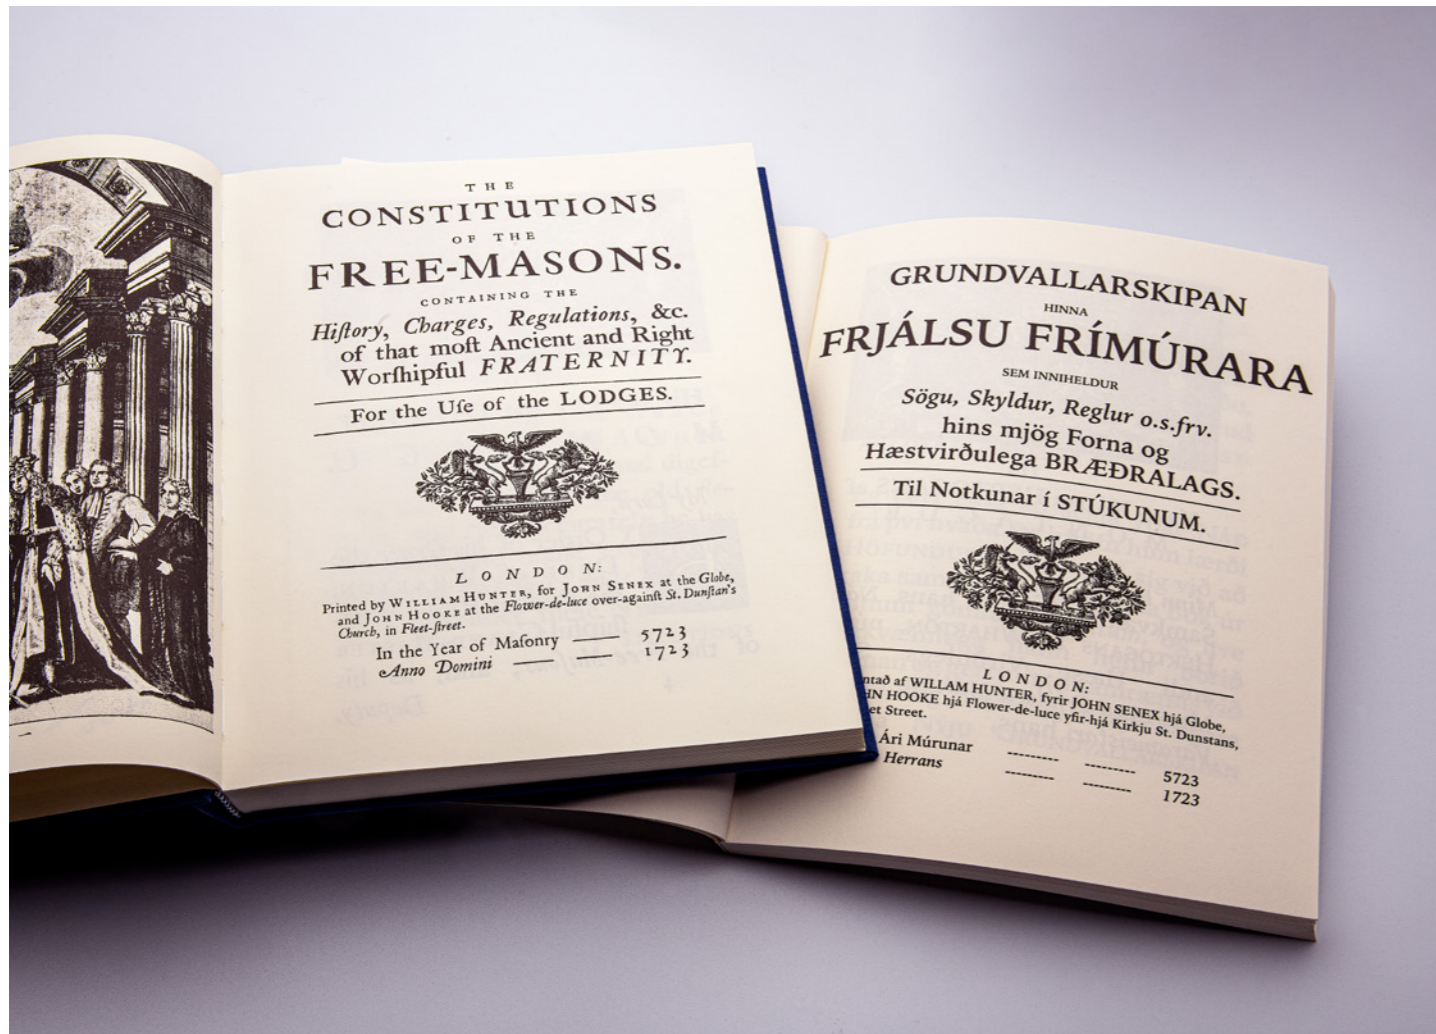 THE
CONSTITUTIONS
OF THE
FREE-MASONS.
CONTAINING THE
Hiſtory, Charges, Regulations, &c.
of that moſt Ancient and Right
Worſhipful FRATERNITY.
For the Uſe of the LODGES.
LONDON:
Printed by WILLIAM HUNTER, for JOHN SENEX at the Globe,
and JOHN HOOKE at the Flower-de-luce over-againſt St. Dunſtan's
Church, in Fleet-ſtreet.
In the Year of Maſonry —— 5723
Anno Domini —— —— 1723
GRUNDVALLARSKIPAN
HINNA
FRJÁLSU FRÍMÚRARA
SEM INNIHELDUR
Sögu, Skyldur, Reglur o.s.frv.
hins mjög Forna og
Hæstvirðulega BRÆÐRALAGS.
Til Notkunar í STÚKUNUM.
LONDON:
af WILLAM HUNTER, fyrir JOHN SENEX hjá Globe,
HOOKE hjá Flower-de-luce yfir-hjá Kirkju St. Dunstans,
Street.
Ári Múrunar ---------- ---------- 5723
Herrans ---------- ---------- 1723